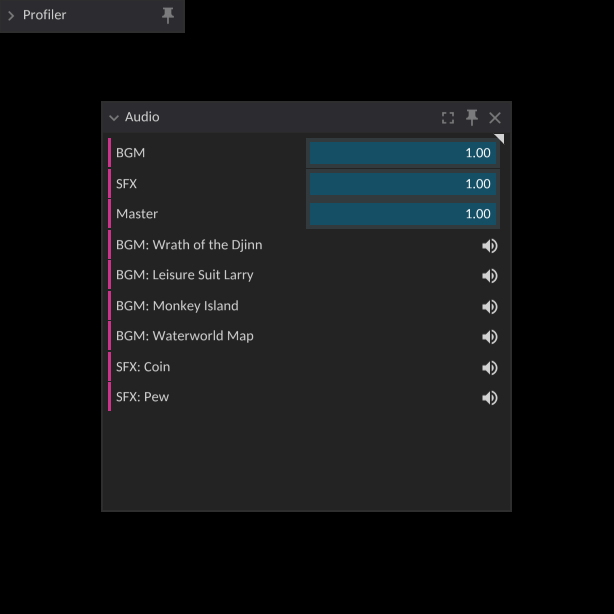 Profiler
Audio
BGM 1.00
SFX 1.00
Master 1.00
BGM: Wrath of the Djinn
BGM: Leisure Suit Larry
BGM: Monkey Island
BGM: Waterworld Map
SFX: Coin
SFX: Pew